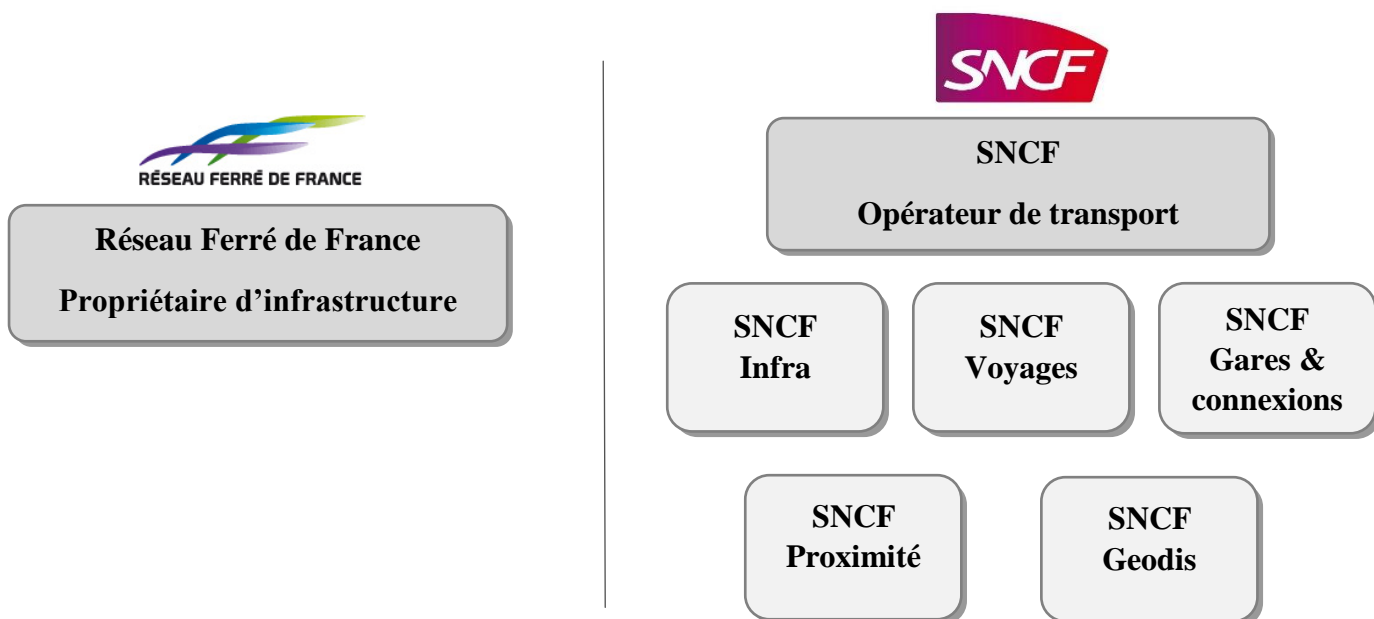 RÉSEAU FERRÉ DE FRANCE
Réseau Ferré de France
Propriétaire d’infrastructure
SNCF
SNCF
Opérateur de transport
SNCF
Infra
SNCF
Voyages
SNCF
Gares &
connexions
SNCF
Proximité
SNCF
Geodis